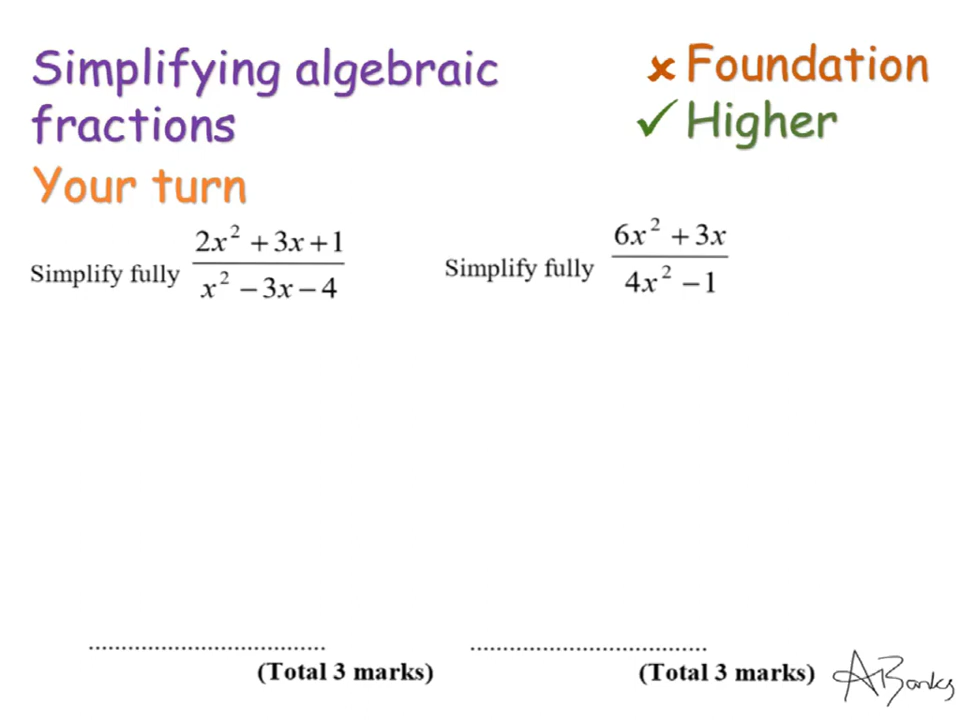 Simplifying algebraic
fractions
✗ Foundation
✓ Higher
Your turn
Simplify fully (2x² + 3x + 1)/(x² − 3x − 4)
Simplify fully (6x² + 3x)/(4x² − 1)
....................................
(Total 3 marks)
....................................
(Total 3 marks)
ABanks